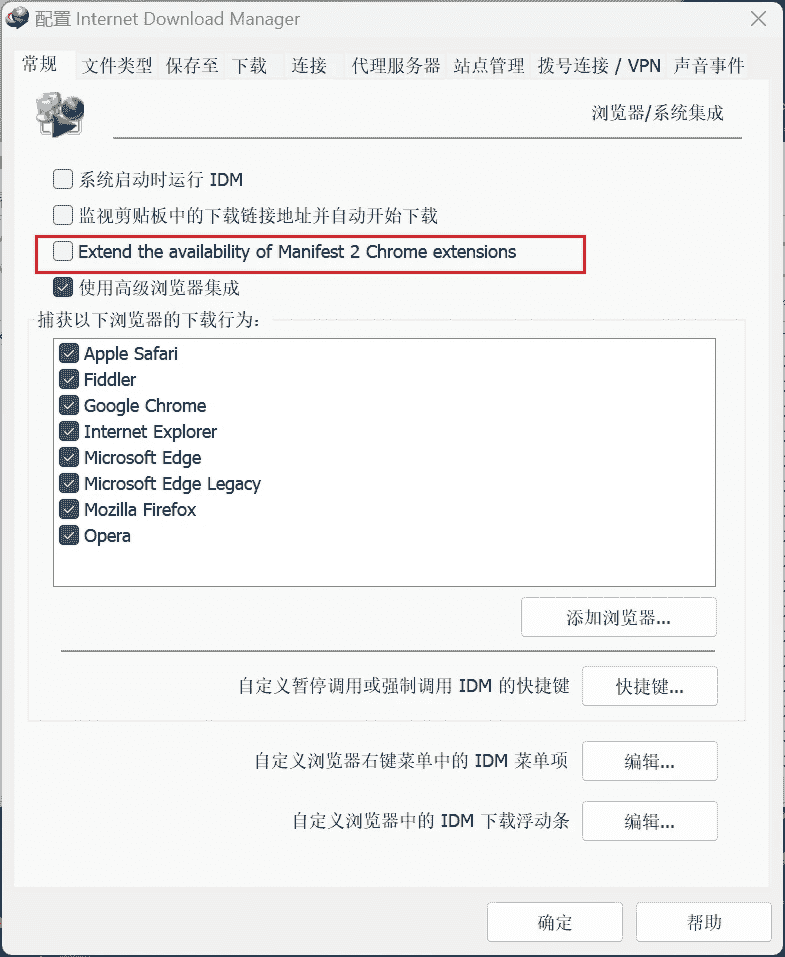 配置 Internet Download Manager
常规 文件类型 保存至 下载 连接 代理服务器 站点管理 拨号连接 / VPN 声音事件
浏览器/系统集成
系统启动时运行 IDM
监视剪贴板中的下载链接地址并自动开始下载
Extend the availability of Manifest 2 Chrome extensions
使用高级浏览器集成
捕获以下浏览器的下载行为:
Apple Safari
Fiddler
Google Chrome
Internet Explorer
Microsoft Edge
Microsoft Edge Legacy
Mozilla Firefox
Opera
添加浏览器...
自定义暂停调用或强制调用 IDM 的快捷键 快捷键...
自定义浏览器右键菜单中的 IDM 菜单项 编辑...
自定义浏览器中的 IDM 下载浮动条 编辑...
确定 帮助